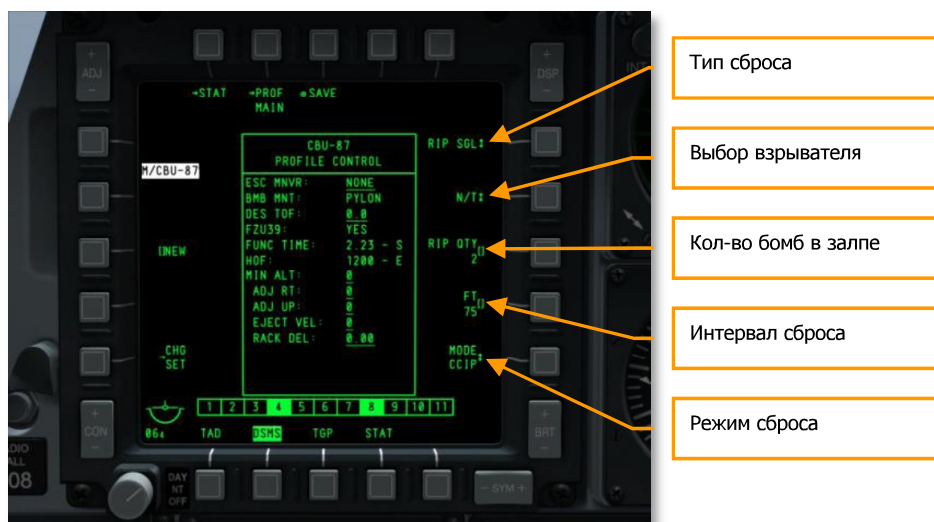 ADJ
DSP
INT
→STAT →PROF ●SAVE
MAIN
CBU-87
PROFILE CONTROL
M/CBU-87
ESC MNVR: NONE
BMB MNT: PYLON
DES TOF: 0.0
FZU39: YES
FUNC TIME: 2.23 - S
HOF: 1200 - E
MIN ALT: 0
ADJ RT: 0
ADJ UP: 0
EJECT VEL: 0
RACK DEL: 0.00
[]NEW
→CHG
SET
RIP SGL↕
N/T↕
RIP QTY
2[]
FT
75[]
MODE
CCIP↕
1 2 3 4 5 6 7 8 9 10 11
TAD DSMS TGP STAT
CON
BRT
DAY
NT
OFF
- SYM +
08
Тип сброса
Выбор взрывателя
Кол-во бомб в залпе
Интервал сброса
Режим сброса